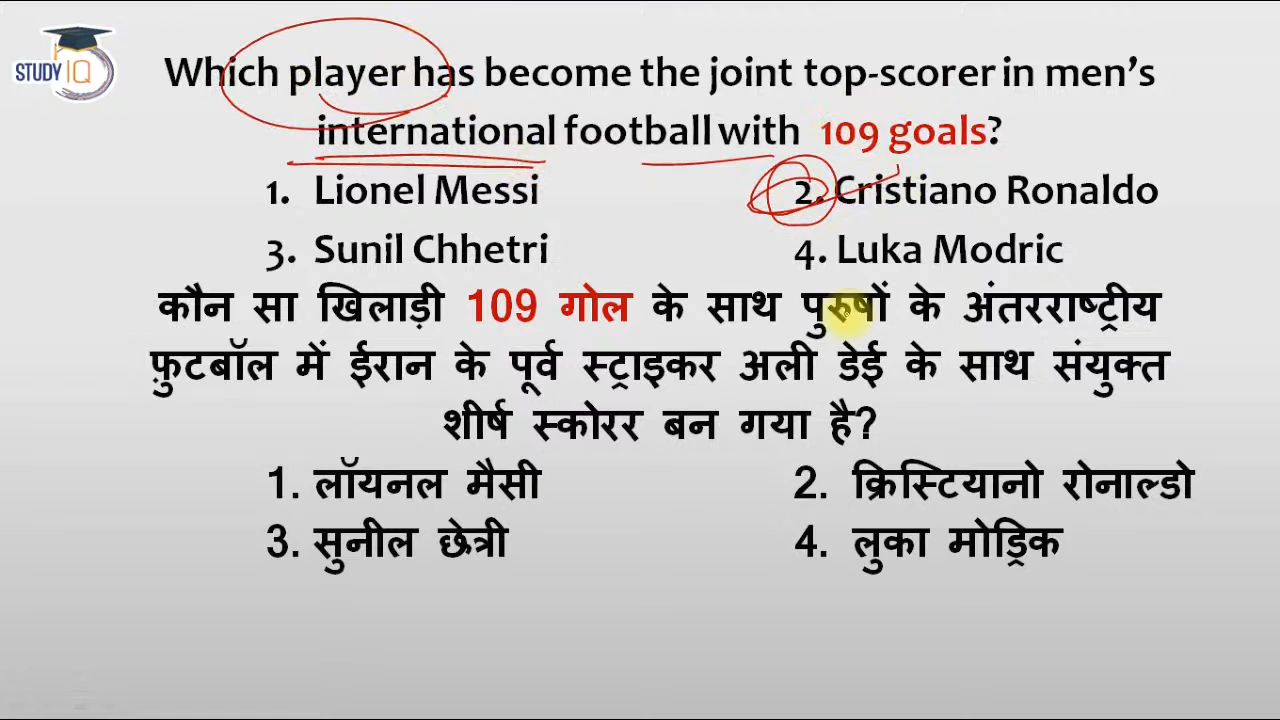 STUDY IQ
Which player has become the joint top-scorer in men's
international football with 109 goals?
1. Lionel Messi 2. Cristiano Ronaldo
3. Sunil Chhetri 4. Luka Modric
कौन सा खिलाड़ी 109 गोल के साथ पुरुषों के अंतरराष्ट्रीय
फ़ुटबॉल में ईरान के पूर्व स्ट्राइकर अली डेई के साथ संयुक्त
शीर्ष स्कोरर बन गया है?
1. लॉयनल मैसी 2. क्रिस्टियानो रोनाल्डो
3. सुनील छेत्री 4. लुका मोड्रिक